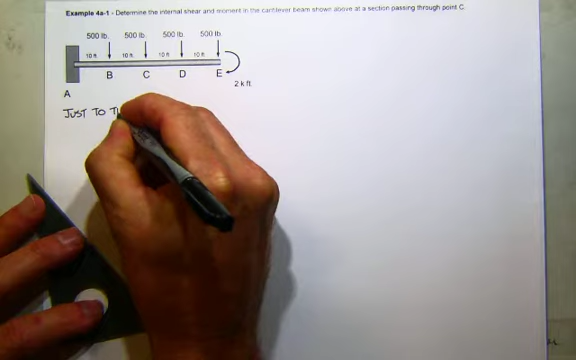 Example 4a-1 - Determine the internal shear and moment in the cantilever beam shown above at a section passing through point C.
500 lb. 500 lb. 500 lb. 500 lb.
10 ft. 10 ft. 10 ft. 10 ft.
B C D E
2 k ft.
A
JUST TO T